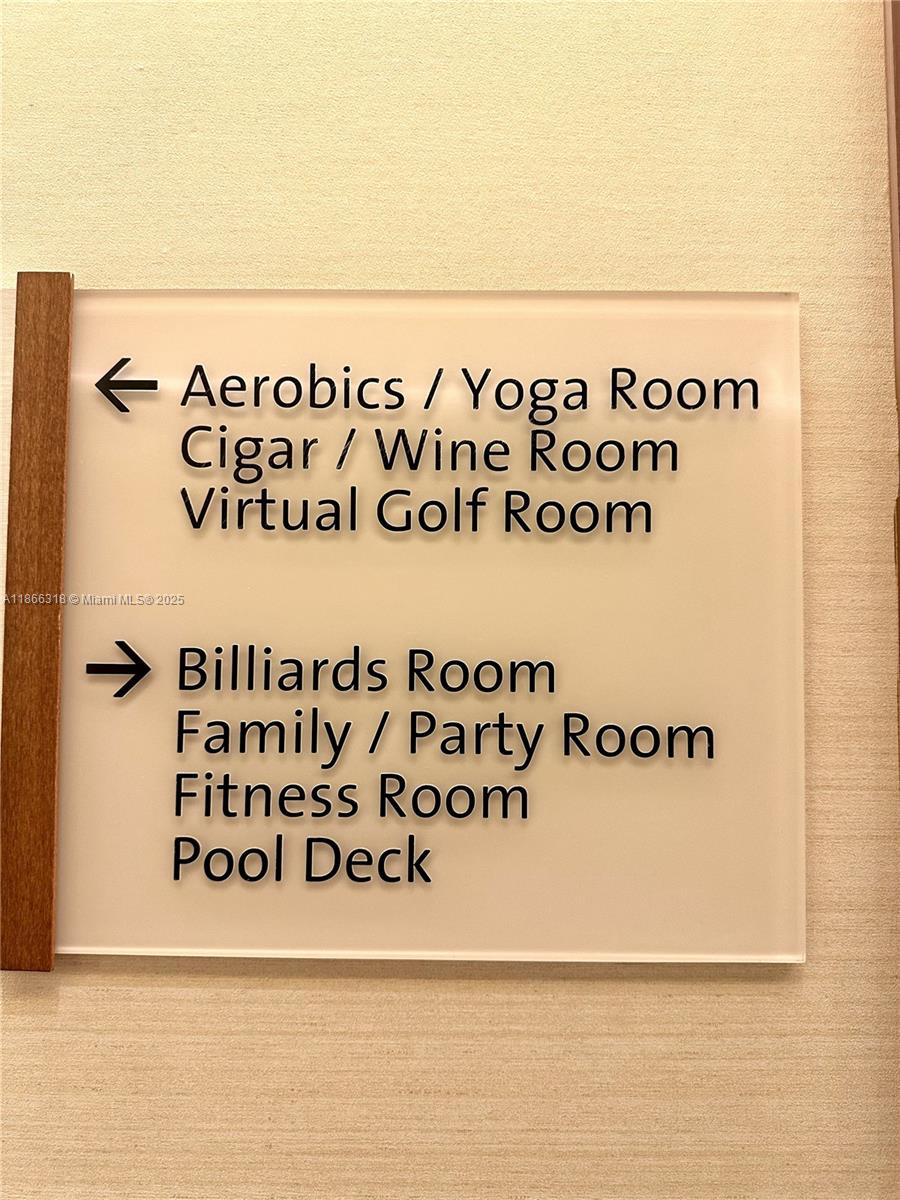 ← Aerobics / Yoga Room
Cigar / Wine Room
Virtual Golf Room
A11866318 © Miami MLS® 2025
→ Billiards Room
Family / Party Room
Fitness Room
Pool Deck